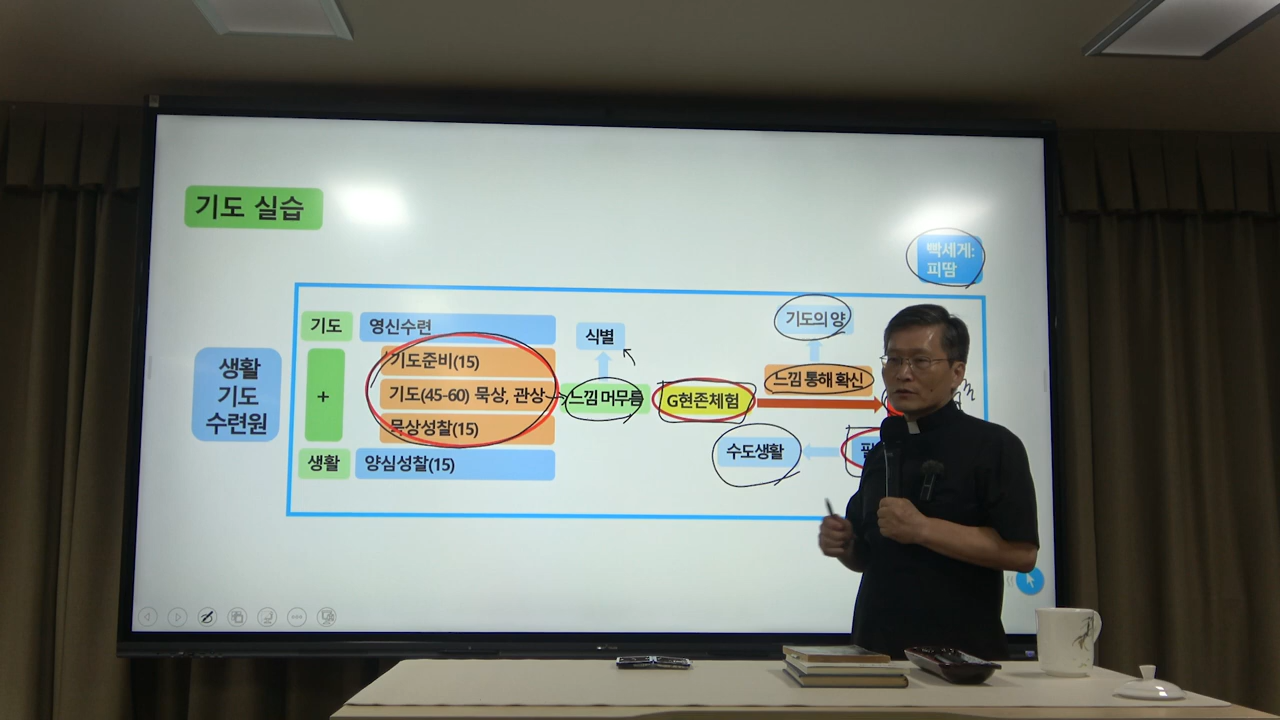 기도 실습
빡세게:
피땀
기도
영신수련
식별
기도의 양
생활
기도
수련원
+
기도준비(15)
기도(45-60) 묵상, 관상
묵상성찰(15)
느낌 머무름
G현존체험
느낌 통해 확신
생활
양심성찰(15)
수도생활